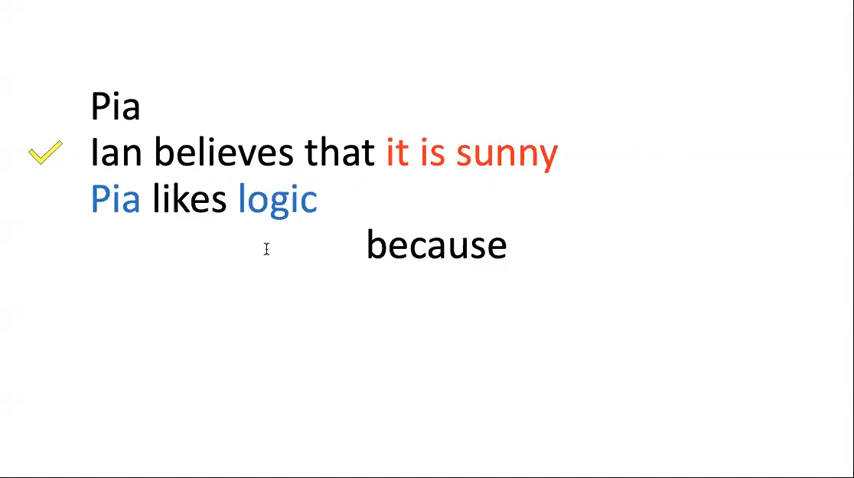 Pia
Ian believes that it is sunny
Pia likes logic
because